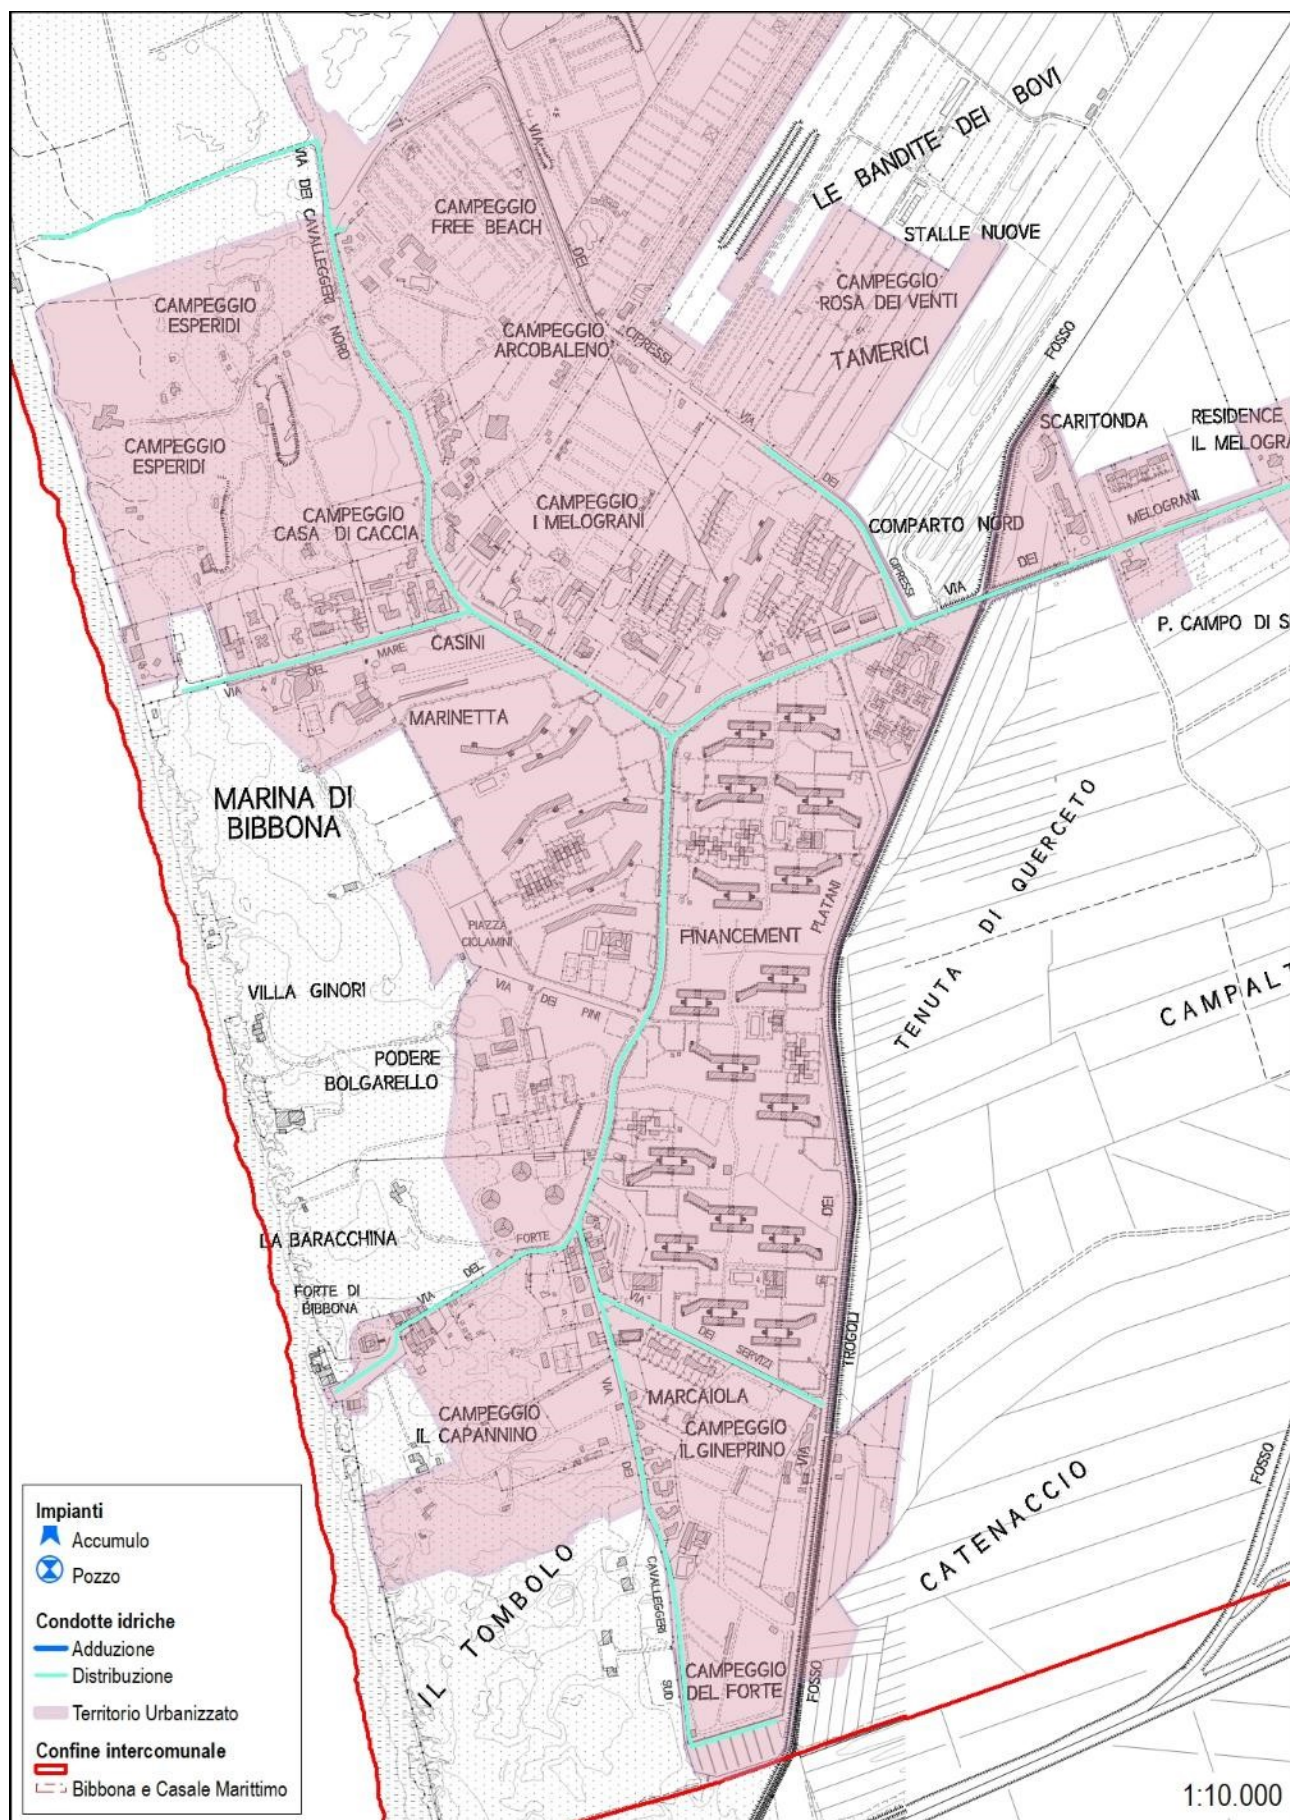 LE BANDITE DEI BOVI
VIA
DEI
CIPRESSI
VIA DEI CAVALLEGGERI
NORD
CAMPEGGIO
FREE BEACH
STALLE NUOVE
CAMPEGGIO
ESPERIDI
CAMPEGGIO
ROSA DEI VENTI
CAMPEGGIO
ARCOBALENO
TAMERICI
FOSSO
SCARITONDA
RESIDENCE
IL MELOGRA
CAMPEGGIO
ESPERIDI
VIA
DEI
CIPRESSI
CAMPEGGIO
CASA DI CACCIA
CAMPEGGIO
I MELOGRANI
COMPARTO NORD
VIA
DEI
MELOGRANI
P. CAMPO DI S
VIA
DEL
MARE
CASINI
MARINETTA
MARINA DI
BIBBONA
TENUTA DI QUERCETO
PIAZZA
CICLAMINI
FINANCEMENT
PLATANI
VILLA GINORI
VIA
DEI
PINI
CAMPALT
PODERE
BOLGARELLO
DEI
LA BARACCHINA
VIA
DEL
FORTE
FORTE DI
BIBBONA
VIA
DEI
SERVIZI
TROGOLI
MARCAIOLA
CAMPEGGIO
IL CAPANNINO
CAMPEGGIO
IL GINEPRINO
VIA
VIA
DEI
CAVALLEGGERI
SUD
FOSSO
CATENACCIO
IL TOMBOLO
CAMPEGGIO
DEL FORTE
FOSSO
Impianti
Accumulo
Pozzo
Condotte idriche
Adduzione
Distribuzione
Territorio Urbanizzato
Confine intercomunale
Bibbona e Casale Marittimo
1:10.000